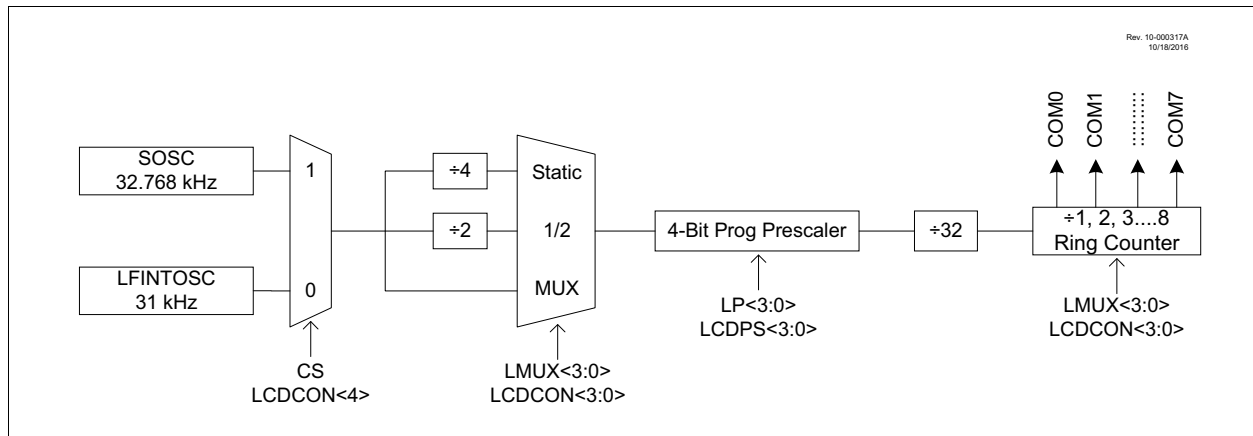 Rev. 10-000317A
10/18/2016
COM0
COM1
COM7
SOSC
32.768 kHz
1
÷4
Static
÷2
1/2
4-Bit Prog Prescaler
÷32
÷1, 2, 3....8
Ring Counter
LFINTOSC
31 kHz
0
MUX
LP<3:0>
LCDPS<3:0>
LMUX<3:0>
LCDCON<3:0>
CS
LCDCON<4>
LMUX<3:0>
LCDCON<3:0>